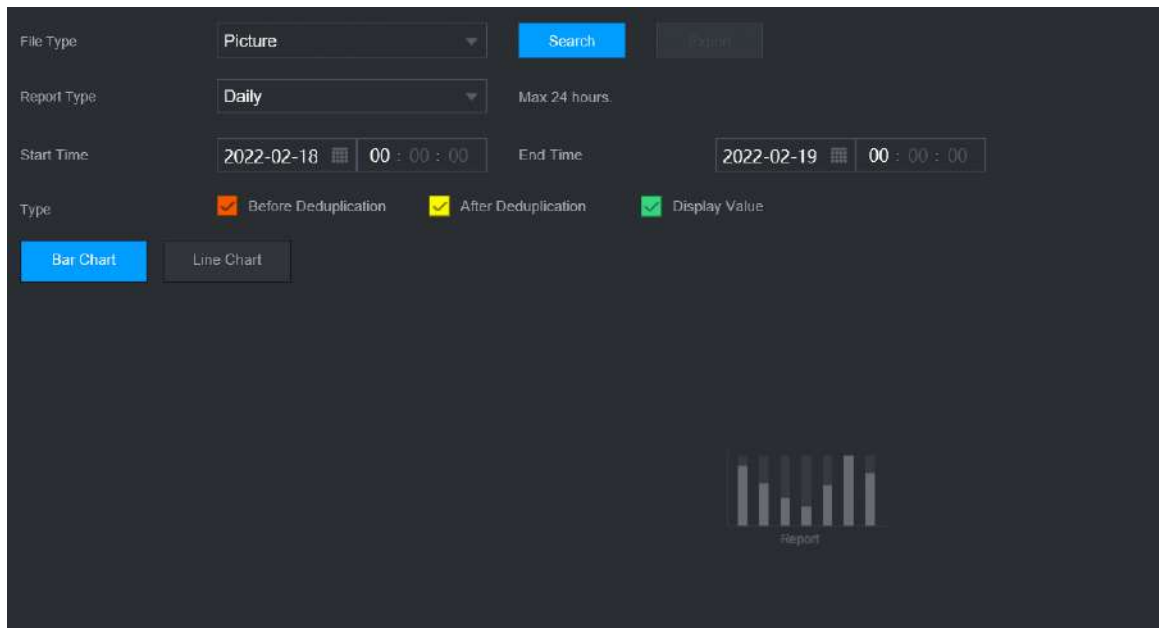 File Type Picture Search Export
Report Type Daily Max 24 hours.
Start Time 2022-02-18 00 : 00 : 00 End Time 2022-02-19 00 : 00 : 00
Type Before Deduplication After Deduplication Display Value
Bar Chart Line Chart
Report